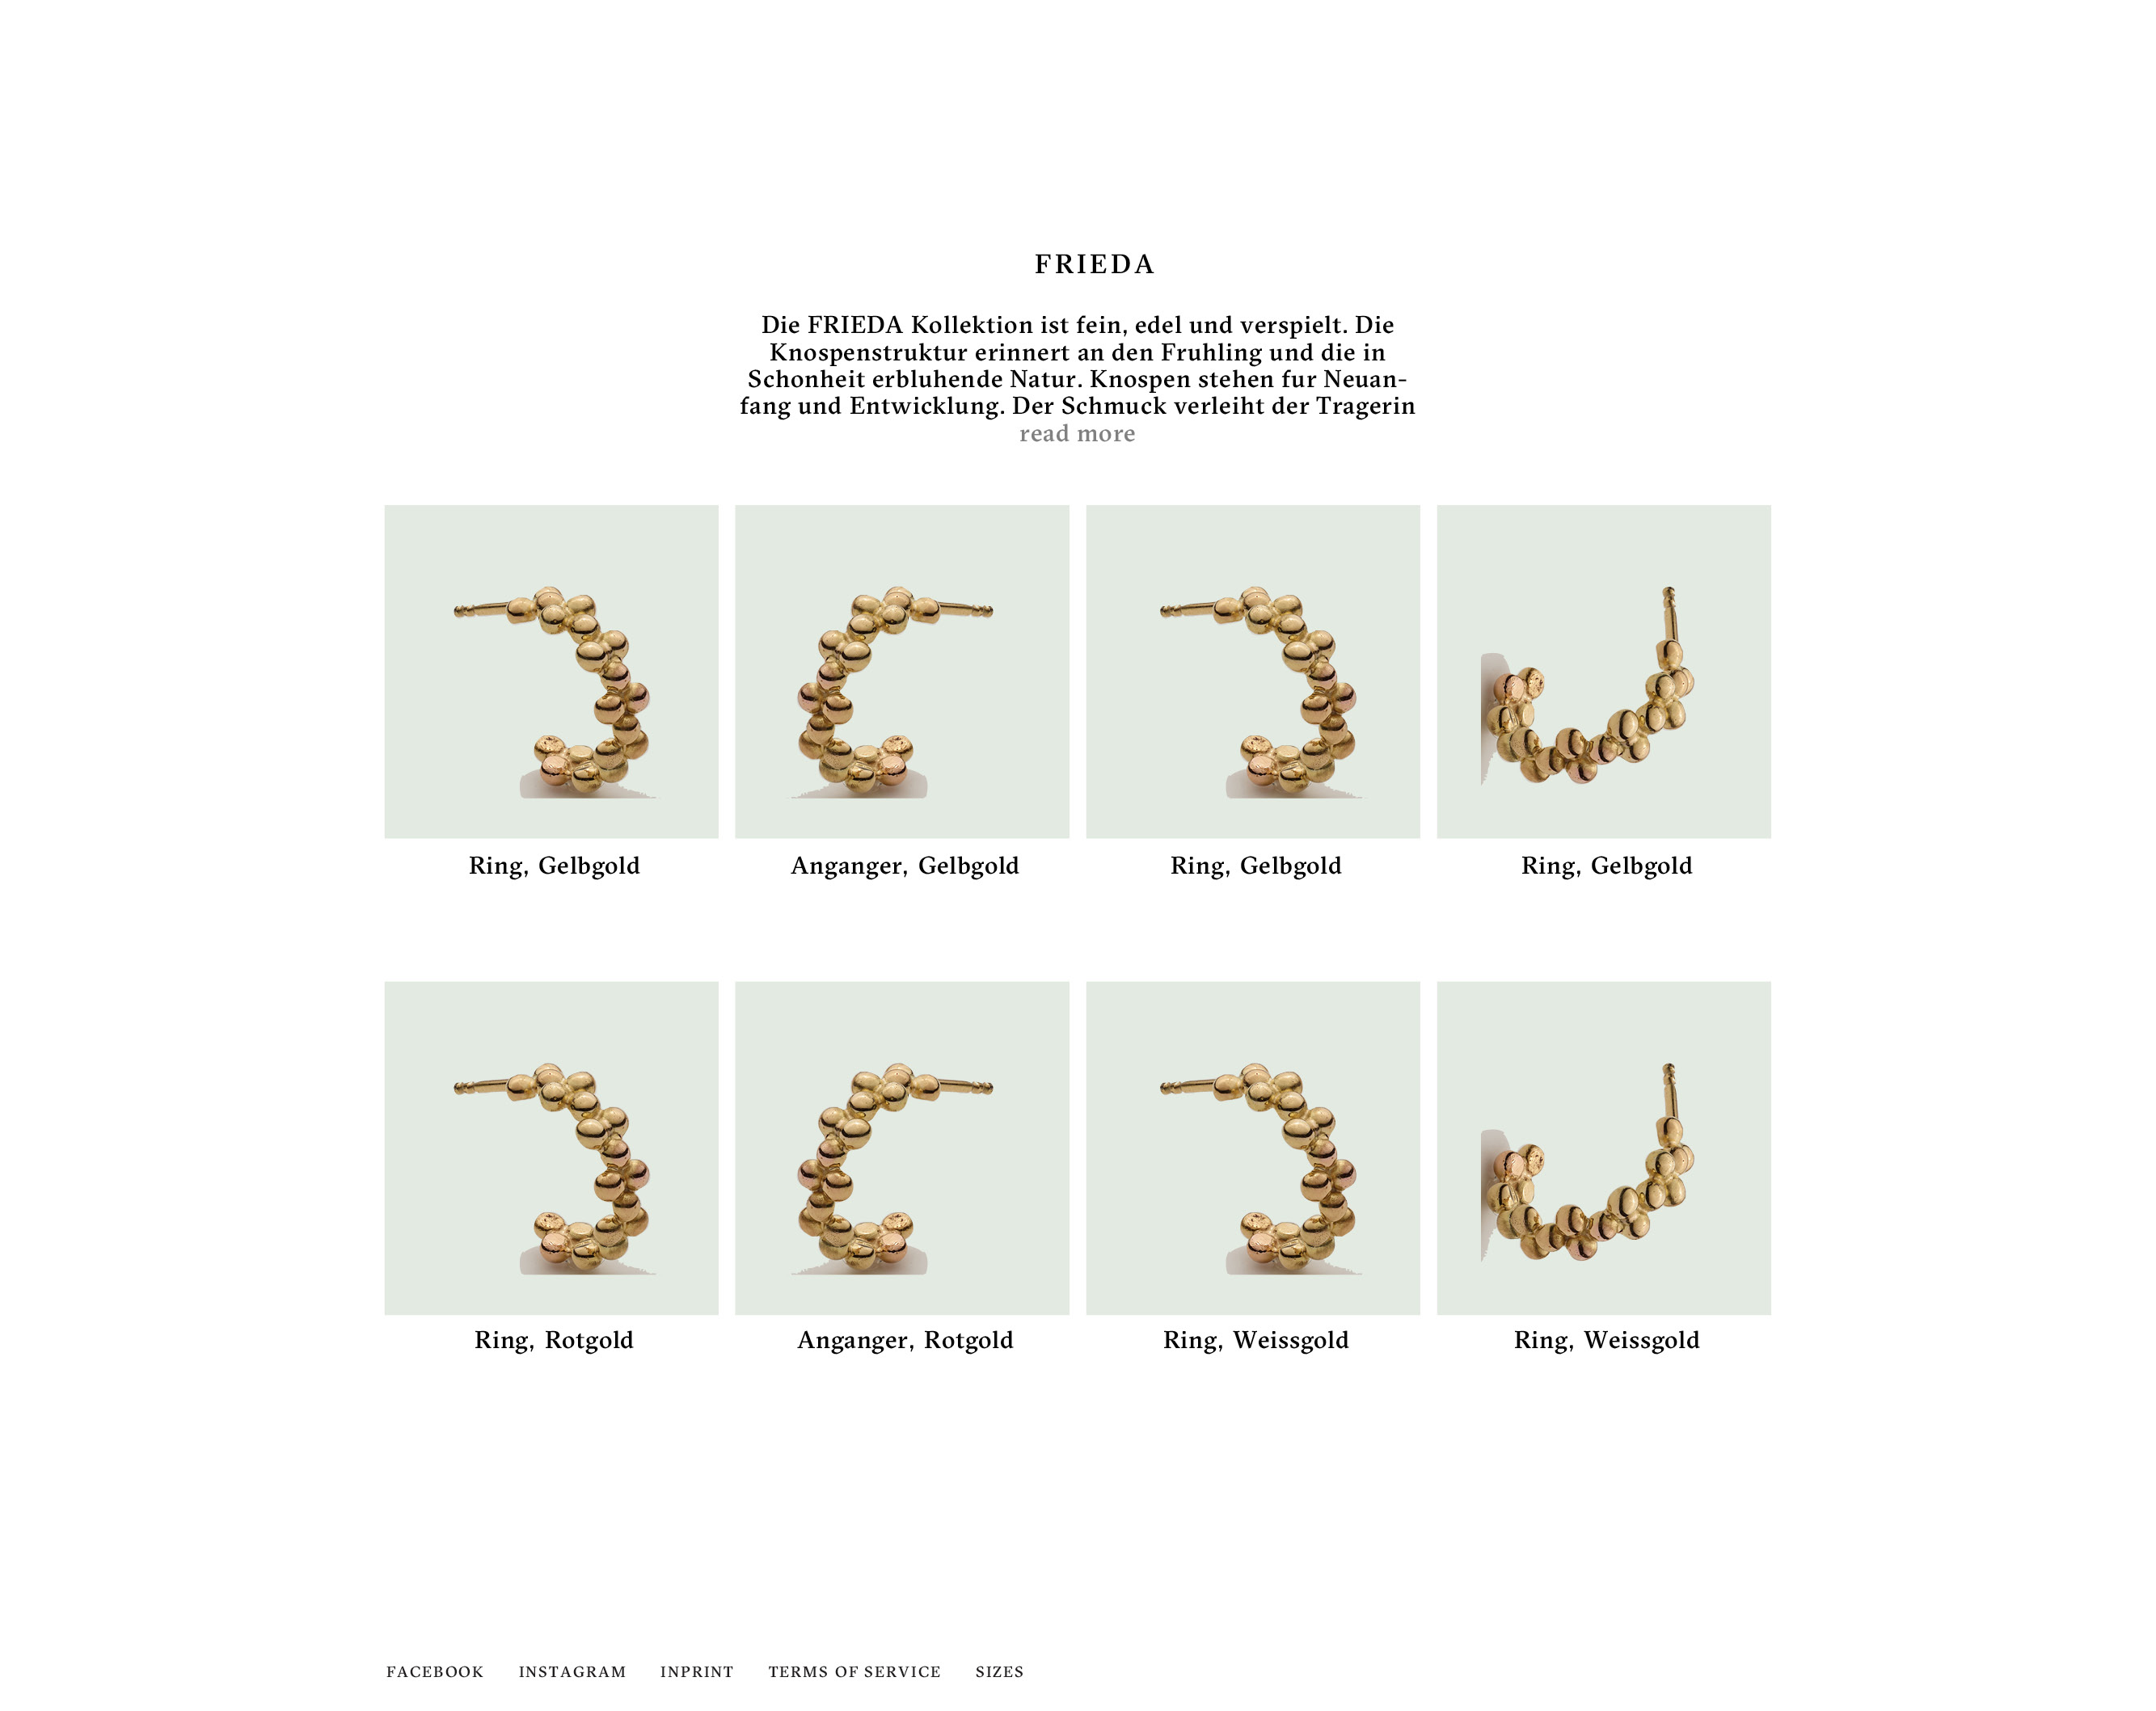 FRIEDA
Die FRIEDA Kollektion ist fein, edel und verspielt. Die
Knospenstruktur erinnert an den Fruhling und die in
Schonheit erbluhende Natur. Knospen stehen fur Neuan-
fang und Entwicklung. Der Schmuck verleiht der Tragerin
read more
Ring, Gelbgold
Anganger, Gelbgold
Ring, Gelbgold
Ring, Gelbgold
Ring, Rotgold
Anganger, Rotgold
Ring, Weissgold
Ring, Weissgold
FACEBOOK INSTAGRAM INPRINT TERMS OF SERVICE SIZES